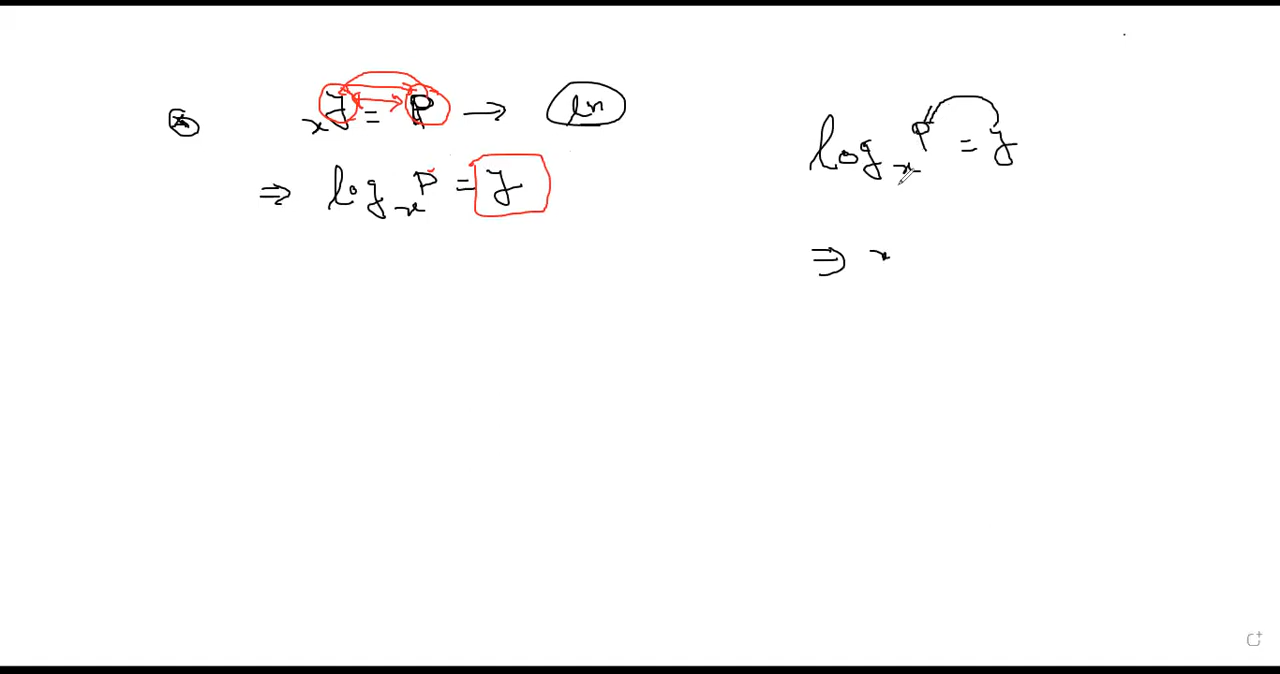 x^y = P → ln
⇒ log_x P = y
log_x P = y
⇒ x